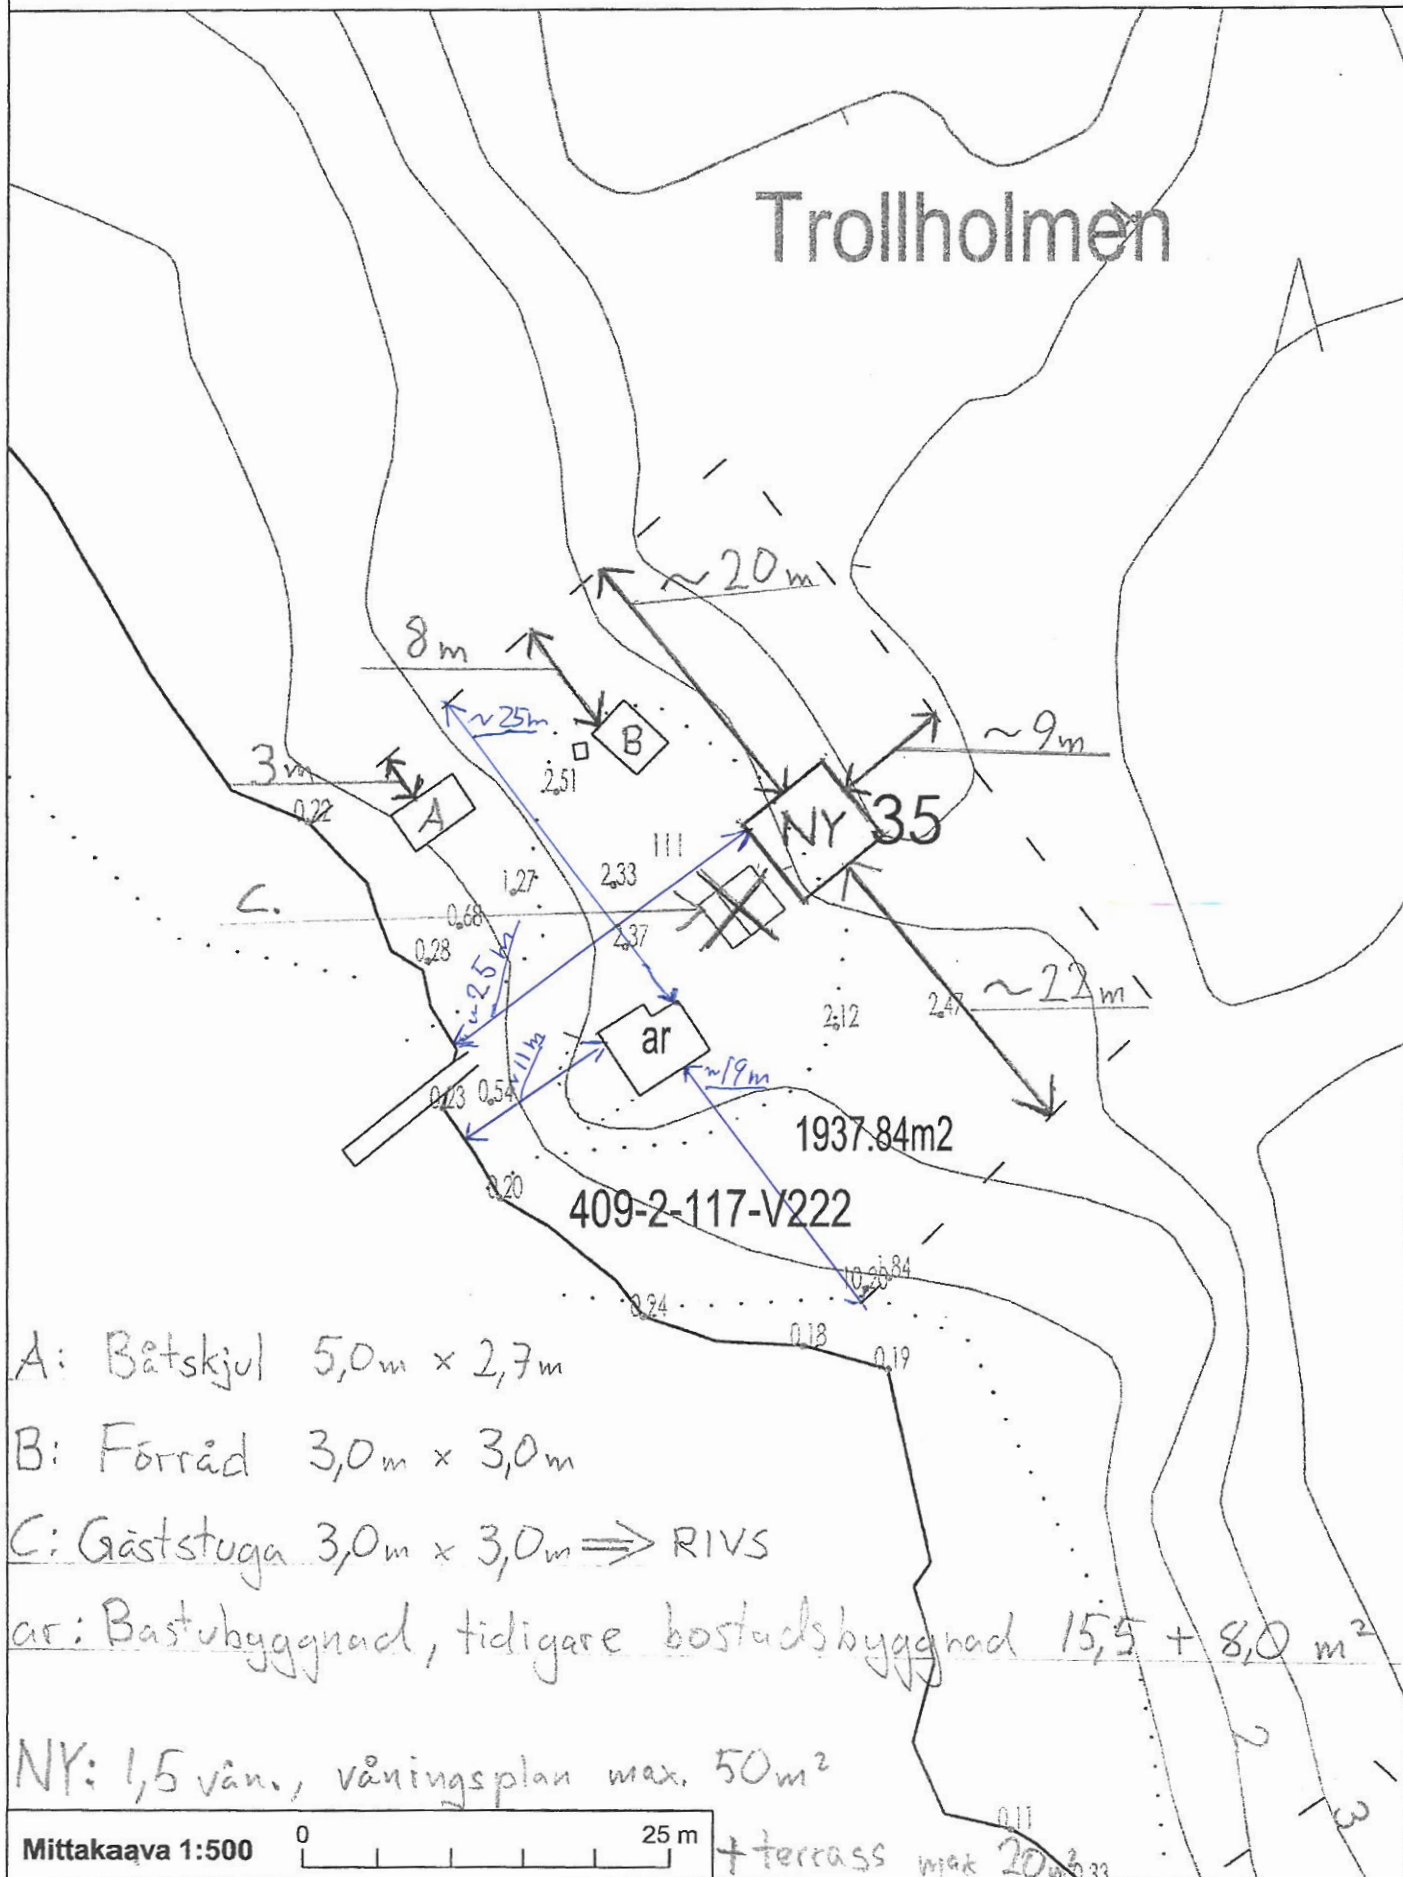 Trollholmen
~20m
8m
~25m
B
~9m
3m
2,51
A
0,22
NY 35
111
1,27
2,33
C.
0,68
2,37
0,28
~25m
2,47
~22m
2,12
ar
~11m
~19m
0,23
0,54
1937.84m2
0,20
409-2-117-V222
0,24
0,18
0,19
A: Båtskjul 5,0m × 2,7m
B: Förråd 3,0m × 3,0m
C: Gäststuga 3,0m × 3,0m ⇒ RIVS
ar: Bastubyggnad, tidigare bostadsbyggnad 15,5 + 8,0 m²
2
NY: 1,5 vån., våningsplan max. 50m²
3
0,11
Mittakaava 1:500 0 25 m
+ terrass max 20m²